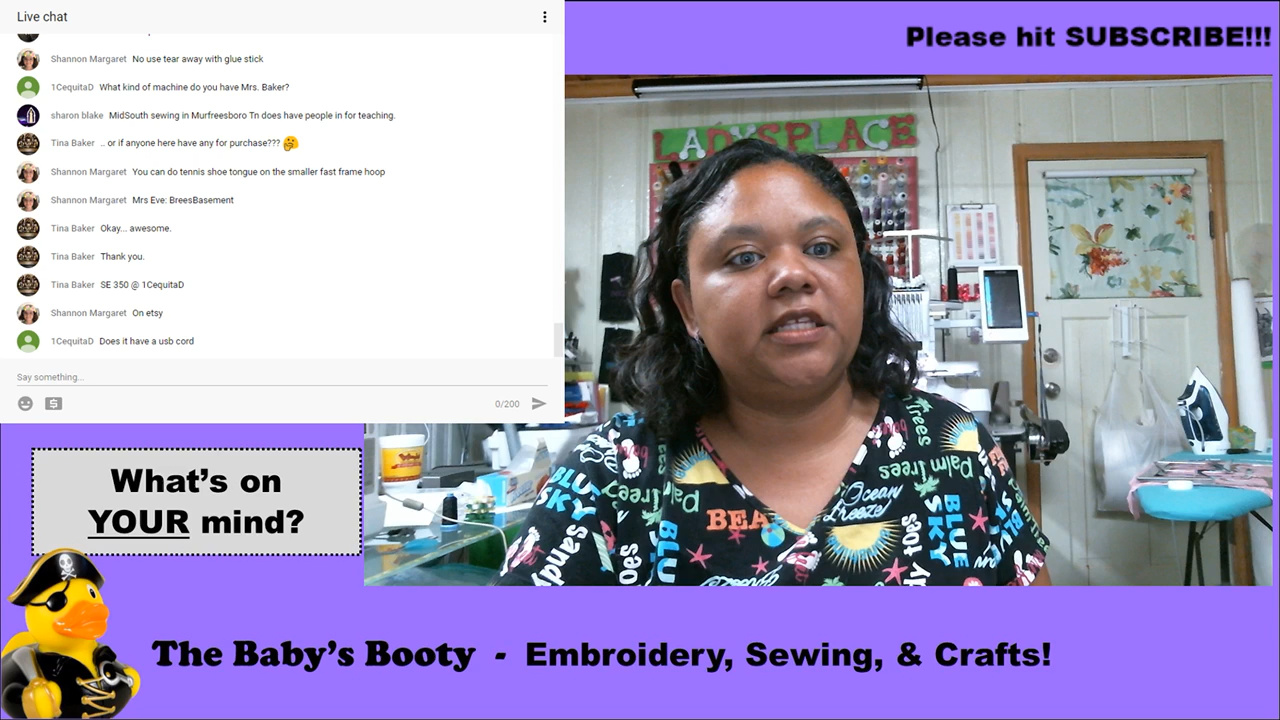 Live chat
Please hit SUBSCRIBE!!!
Shannon Margaret No use tear away with glue stick
1CequitaD What kind of machine do you have Mrs. Baker?
sharon blake MidSouth sewing in Murfreesboro Tn does have people in for teaching.
Tina Baker .. or if anyone here have any for purchase???
Shannon Margaret You can do tennis shoe tongue on the smaller fast frame hoop
Shannon Margaret Mrs Eve: BreesBasement
Tina Baker Okay... awesome.
Tina Baker Thank you.
Tina Baker SE 350 @ 1CequitaD
Shannon Margaret On etsy
1CequitaD Does it have a usb cord
Say something...
0/200
LADYSPLACE
What's on
YOUR mind?
BLUE
SKY
Palm Trees
Ocean
Breeze
BLUE
SKY
sandy
toes
BLU
The Baby's Booty - Embroidery, Sewing, & Crafts!